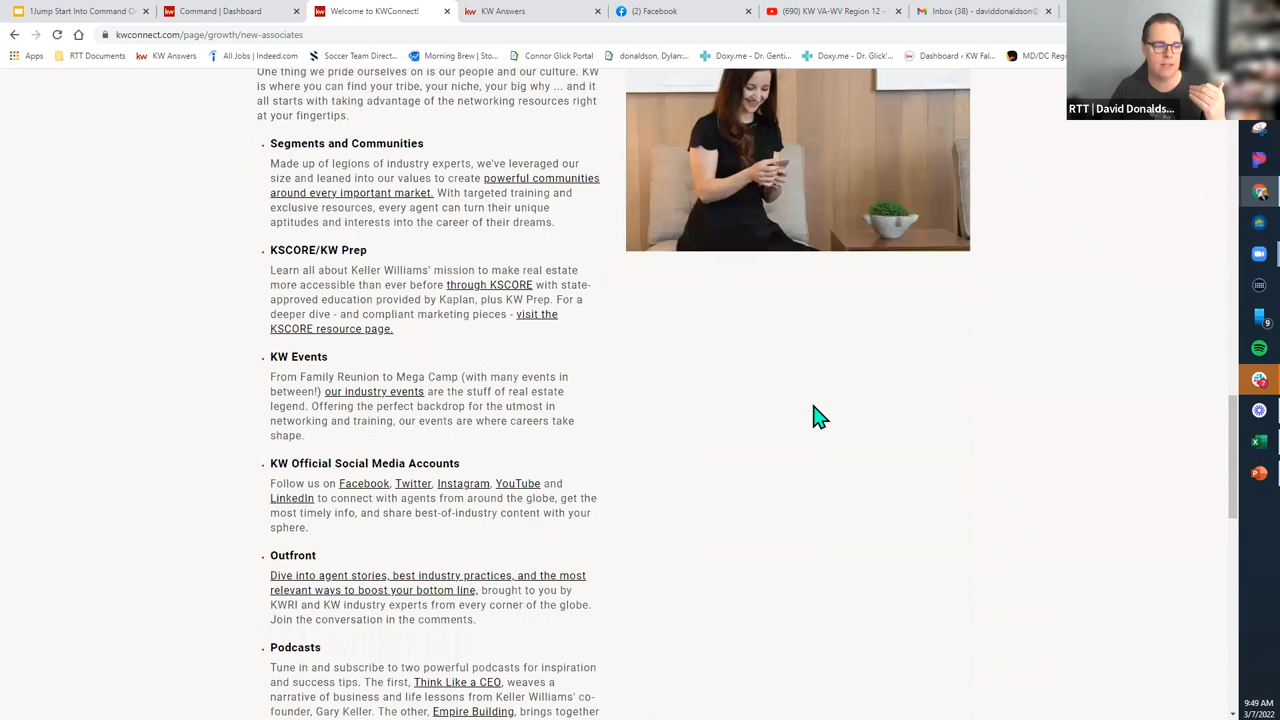 1Jump Start Into Command C
Command | Dashboard
Welcome to KWConnect!
KW Answers
(2) Facebook
(690) KW VA-WV Region 12 -
Inbox (38) - daviddonaldson@
kwconnect.com/page/growth/new-associates
Apps
RTT Documents
KW Answers
All Jobs | Indeed.com
Soccer Team Direct...
Morning Brew | Sto...
Connor Glick Portal
donaldson, Dylan:...
Doxy.me - Dr. Genti...
Doxy.me - Dr. Glick'...
Dashboard ‹ KW Fal...
MD/DC Regi
RTT | David Donalds...
One thing we pride ourselves on is our people and our culture. KW
is where you can find your tribe, your niche, your big why ... and it
all starts with taking advantage of the networking resources right
at your fingertips.
Segments and Communities
Made up of legions of industry experts, we've leveraged our
size and leaned into our values to create powerful communities
around every important market. With targeted training and
exclusive resources, every agent can turn their unique
aptitudes and interests into the career of their dreams.
KSCORE/KW Prep
Learn all about Keller Williams' mission to make real estate
more accessible than ever before through KSCORE with state-
approved education provided by Kaplan, plus KW Prep. For a
deeper dive - and compliant marketing pieces - visit the
KSCORE resource page.
KW Events
From Family Reunion to Mega Camp (with many events in
between!) our industry events are the stuff of real estate
legend. Offering the perfect backdrop for the utmost in
networking and training, our events are where careers take
shape.
KW Official Social Media Accounts
Follow us on Facebook, Twitter, Instagram, YouTube and
LinkedIn to connect with agents from around the globe, get the
most timely info, and share best-of-industry content with your
sphere.
Outfront
Dive into agent stories, best industry practices, and the most
relevant ways to boost your bottom line, brought to you by
KWRI and KW industry experts from every corner of the globe.
Join the conversation in the comments.
Podcasts
Tune in and subscribe to two powerful podcasts for inspiration
and success tips. The first, Think Like a CEO, weaves a
narrative of business and life lessons from Keller Williams' co-
founder, Gary Keller. The other, Empire Building, brings together
9
9:49 AM
3/7/2022